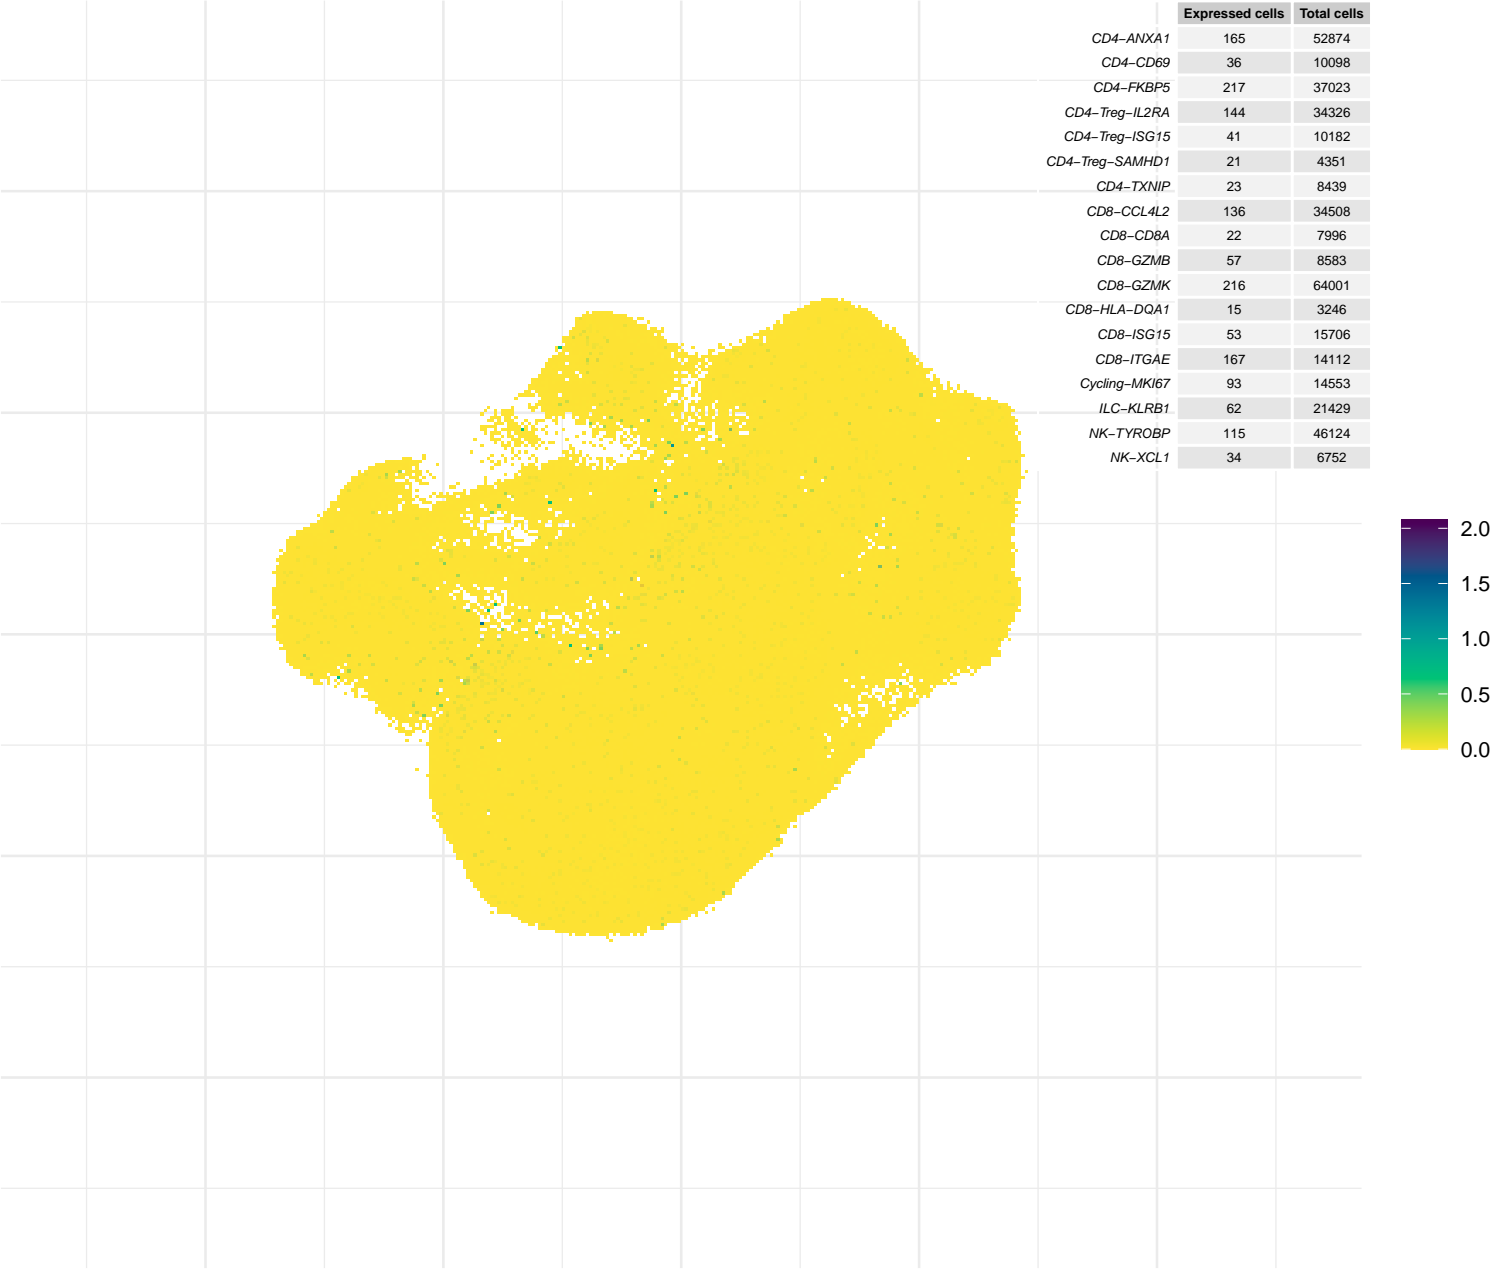 Expressed cells Total cells
CD4−ANXA1 165 52874
CD4−CD69 36 10098
CD4−FKBP5 217 37023
CD4−Treg−IL2RA 144 34326
CD4−Treg−ISG15 41 10182
CD4−Treg−SAMHD1 21 4351
CD4−TXNIP 23 8439
CD8−CCL4L2 136 34508
CD8−CD8A 22 7996
CD8−GZMB 57 8583
CD8−GZMK 216 64001
CD8−HLA−DQA1 15 3246
CD8−ISG15 53 15706
CD8−ITGAE 167 14112
Cycling−MKI67 93 14553
ILC−KLRB1 62 21429
NK−TYROBP 115 46124
NK−XCL1 34 6752
2.0
1.5
1.0
0.5
0.0